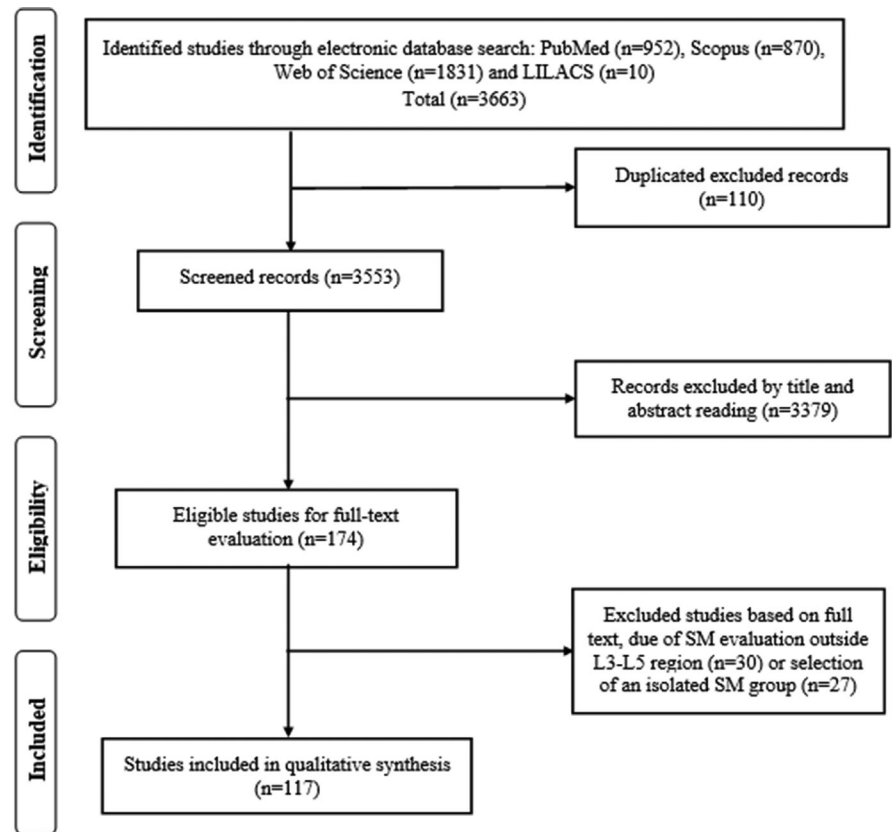 Identification
Identified studies through electronic database search: PubMed (n=952), Scopus (n=870),
Web of Science (n=1831) and LILACS (n=10)
Total (n=3663)
Duplicated excluded records
(n=110)
Screening
Screened records (n=3553)
Records excluded by title and
abstract reading (n=3379)
Eligibility
Eligible studies for full-text
evaluation (n=174)
Excluded studies based on full
text, due of SM evaluation outside
L3-L5 region (n=30) or selection
of an isolated SM group (n=27)
Included
Studies included in qualitative synthesis
(n=117)